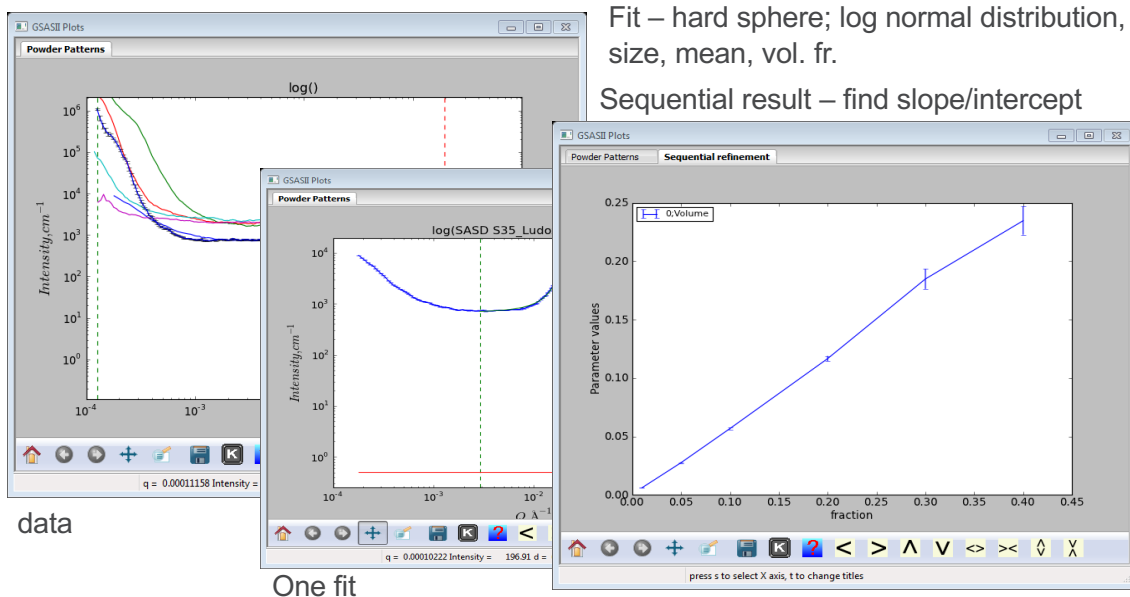 Fit – hard sphere; log normal distribution,
size, mean, vol. fr.
Sequential result – find slope/intercept
GSASII Plots
Powder Patterns
log()
Intensity,cm⁻¹
10⁶
10⁵
10⁴
10³
10²
10¹
10⁰
10⁻⁴
10⁻³
K
q = 0.00011158 Intensity =
data
GSASII Plots
Powder Patterns
log(SASD S35_Ludo
Intensity,cm⁻¹
10⁴
10³
10²
10¹
10⁰
10⁻⁴
10⁻³
10⁻²
Q,Å⁻¹
K ? <
q = 0.00010222 Intensity = 196.91 d =
One fit
GSASII Plots
Powder Patterns
Sequential refinement
0;Volume
Parameter values
0.25
0.20
0.15
0.10
0.05
0.00
0.00 0.05 0.10 0.15 0.20 0.25 0.30 0.35 0.40 0.45
fraction
K ? < > Λ V <> ><
press s to select X axis, t to change titles